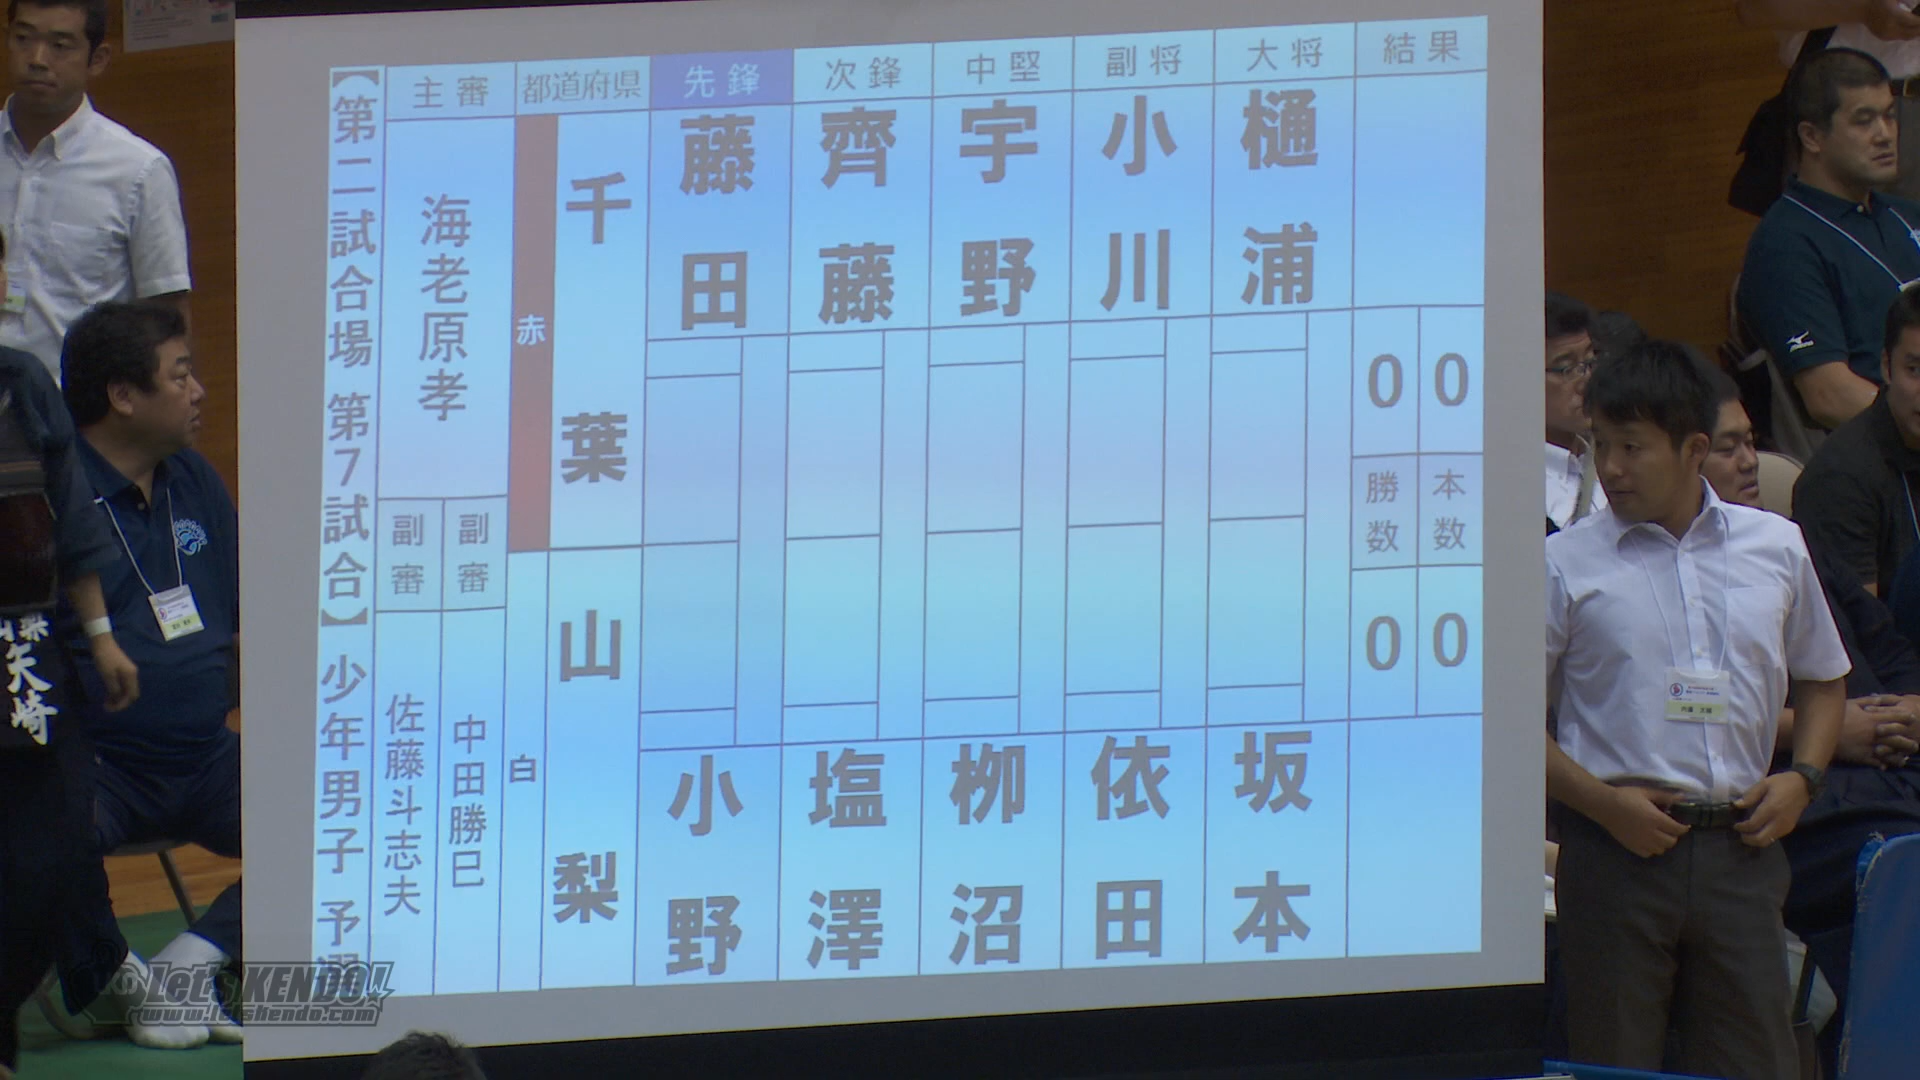 【第二試合場 第7試合】 少年男子 予選
主審
都道府県
先鋒
次鋒
中堅
副将
大将
結果
海老原孝
赤
千葉
藤田
齊藤
宇野
小川
樋浦
0 0
勝数
本数
0 0
副審
副審
佐藤斗志夫
中田勝巳
白
山梨
小野
塩澤
栁沼
依田
坂本
山梨
矢崎
Let's KENDO!
www.letskendo.com